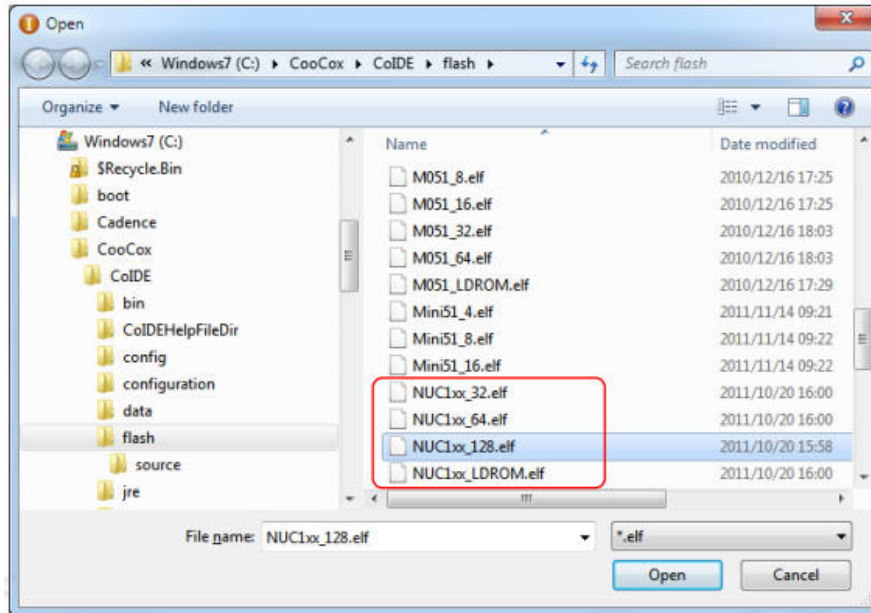 Open
« Windows7 (C:) ▸ CooCox ▸ CoIDE ▸ flash ▸
Search flash
Organize
New folder
Windows7 (C:)
$Recycle.Bin
boot
Cadence
CooCox
CoIDE
bin
CoIDEHelpFileDir
config
configuration
data
flash
source
jre
Name Date modified
M051_8.elf 2010/12/16 17:25
M051_16.elf 2010/12/16 17:25
M051_32.elf 2010/12/16 18:03
M051_64.elf 2010/12/16 18:03
M051_LDROM.elf 2010/12/16 17:29
Mini51_4.elf 2011/11/14 09:21
Mini51_8.elf 2011/11/14 09:22
Mini51_16.elf 2011/11/14 09:22
NUC1xx_32.elf 2011/10/20 16:00
NUC1xx_64.elf 2011/10/20 16:00
NUC1xx_128.elf 2011/10/20 15:58
NUC1xx_LDROM.elf 2011/10/20 16:00
File name: NUC1xx_128.elf
*.elf
Open
Cancel